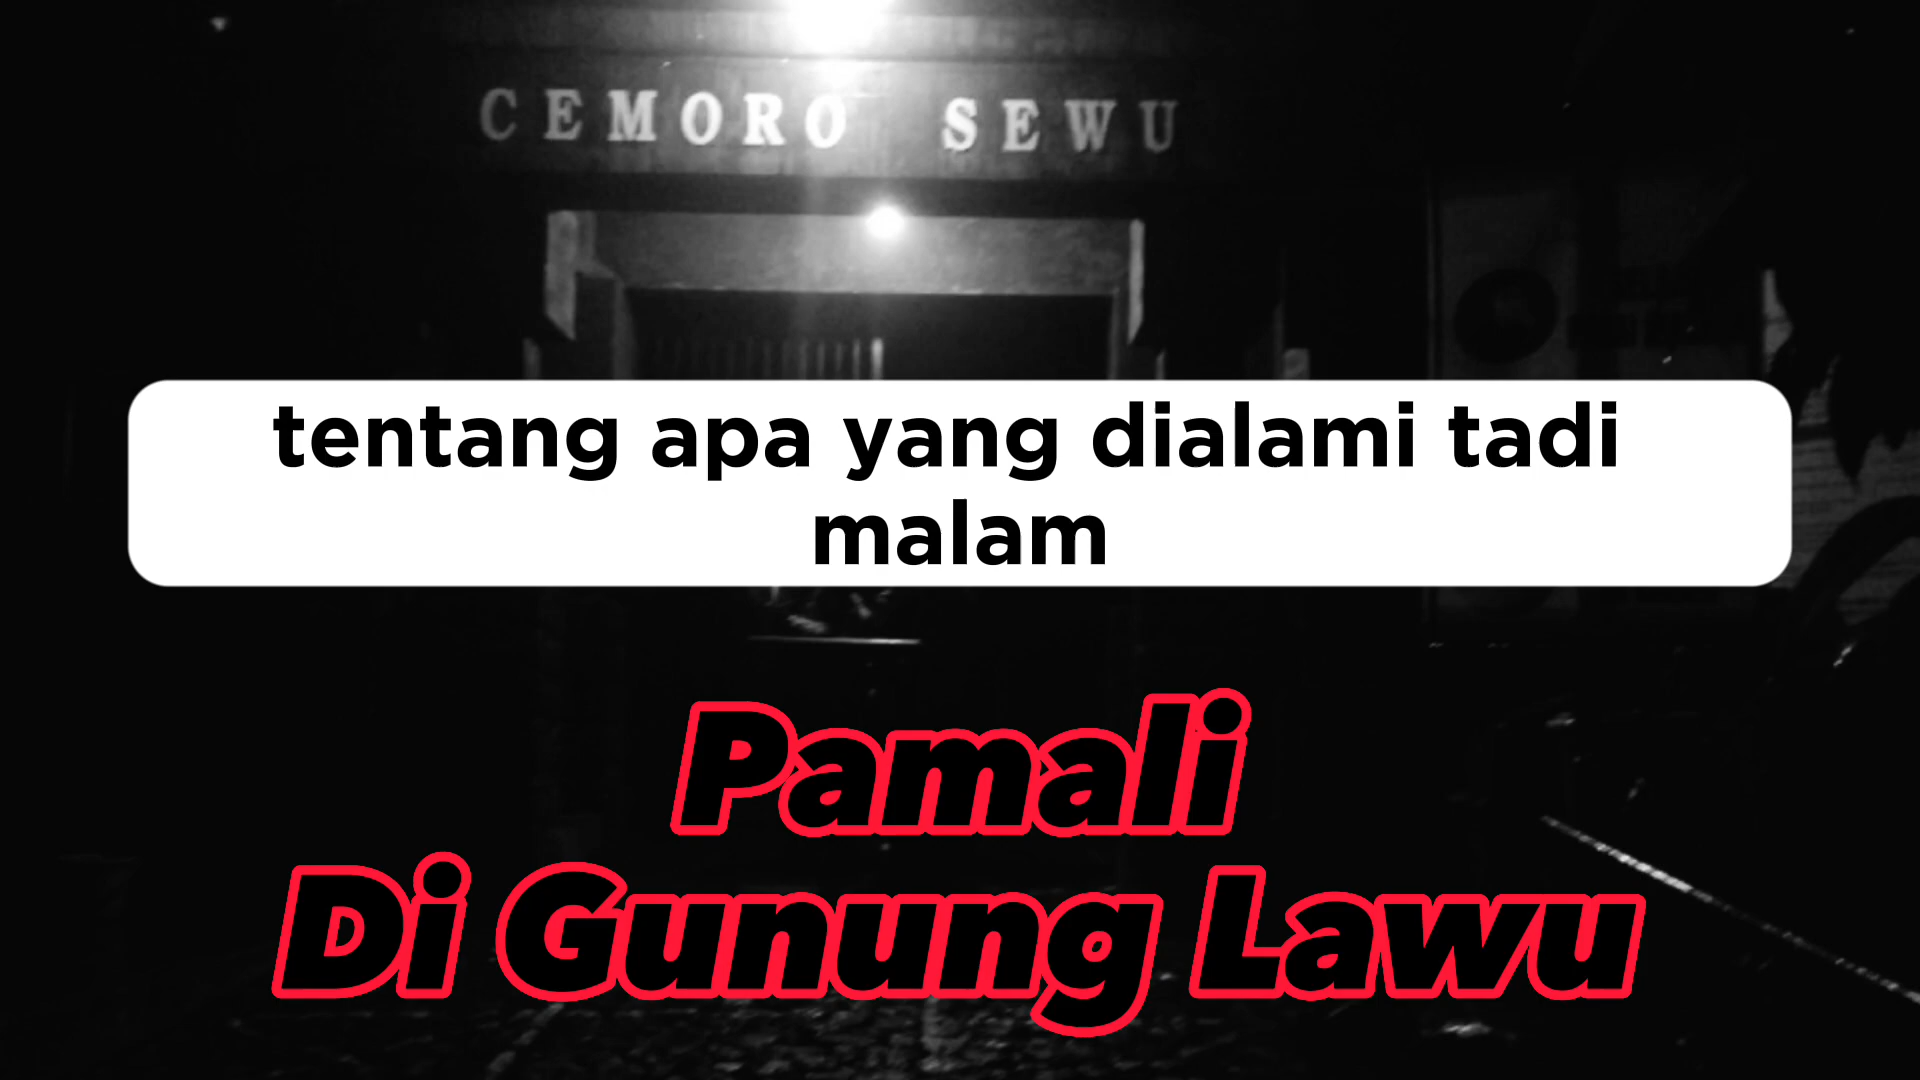 CEMORO SEWU
tentang apa yang dialami tadi
malam
Pamali
Di Gunung Lawu